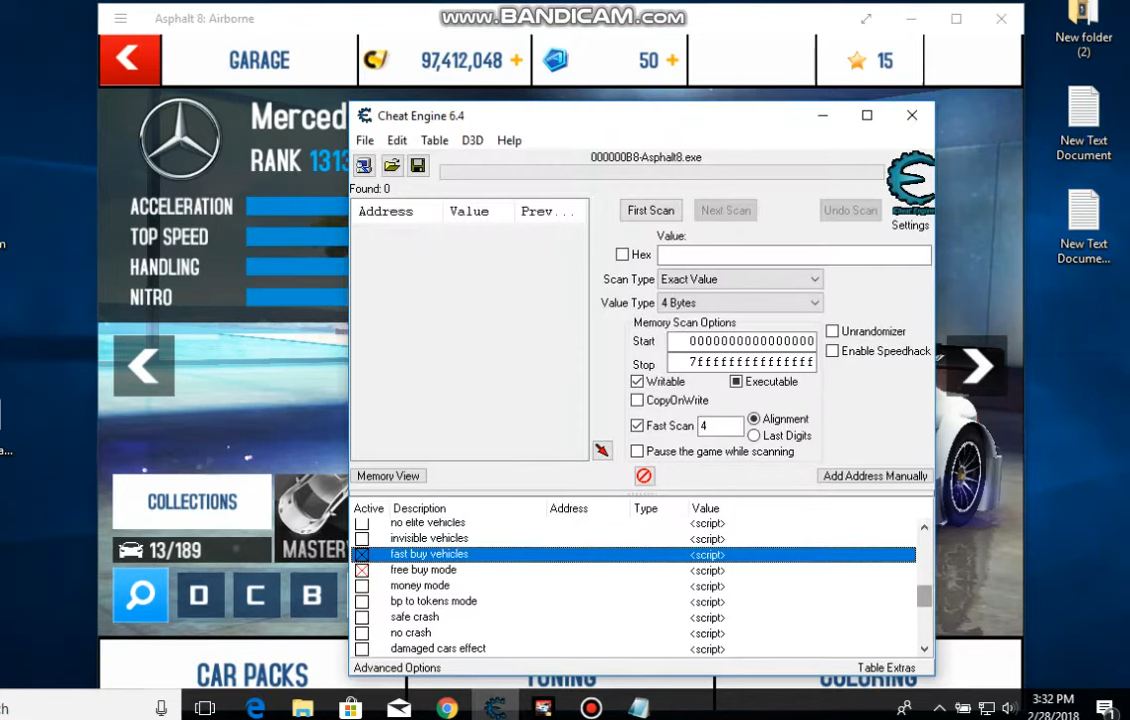 Asphalt 8: Airborne
www.BANDICAM.com
New folder
(2)
GARAGE
97,412,048 +
50 +
15
Merced
RANK 1313
Cheat Engine 6.4
File Edit Table D3D Help
000000B8-Asphalt8.exe
Found: 0
Address Value Prev...
First Scan Next Scan Undo Scan
Cheat Engine
Settings
Value:
Hex
Scan Type Exact Value
Value Type 4 Bytes
Memory Scan Options
Start 0000000000000000
Stop 7fffffffffffffff
Writable Executable
CopyOnWrite
Fast Scan 4 Alignment
Last Digits
Pause the game while scanning
Unrandomizer
Enable Speedhack
Memory View
Add Address Manually
Active Description Address Type Value
no elite vehicles <script>
invisible vehicles <script>
fast buy vehicles <script>
free buy mode <script>
money mode <script>
bp to tokens mode <script>
safe crash <script>
no crash <script>
damaged cars effect <script>
Advanced Options Table Extras
ACCELERATION
TOP SPEED
HANDLING
NITRO
COLLECTIONS
13/189
MASTER
D C B
CAR PACKS
TUNING
COLORING
New Text
Document
New Text
Docume...
ch
3:32 PM
2/28/2018